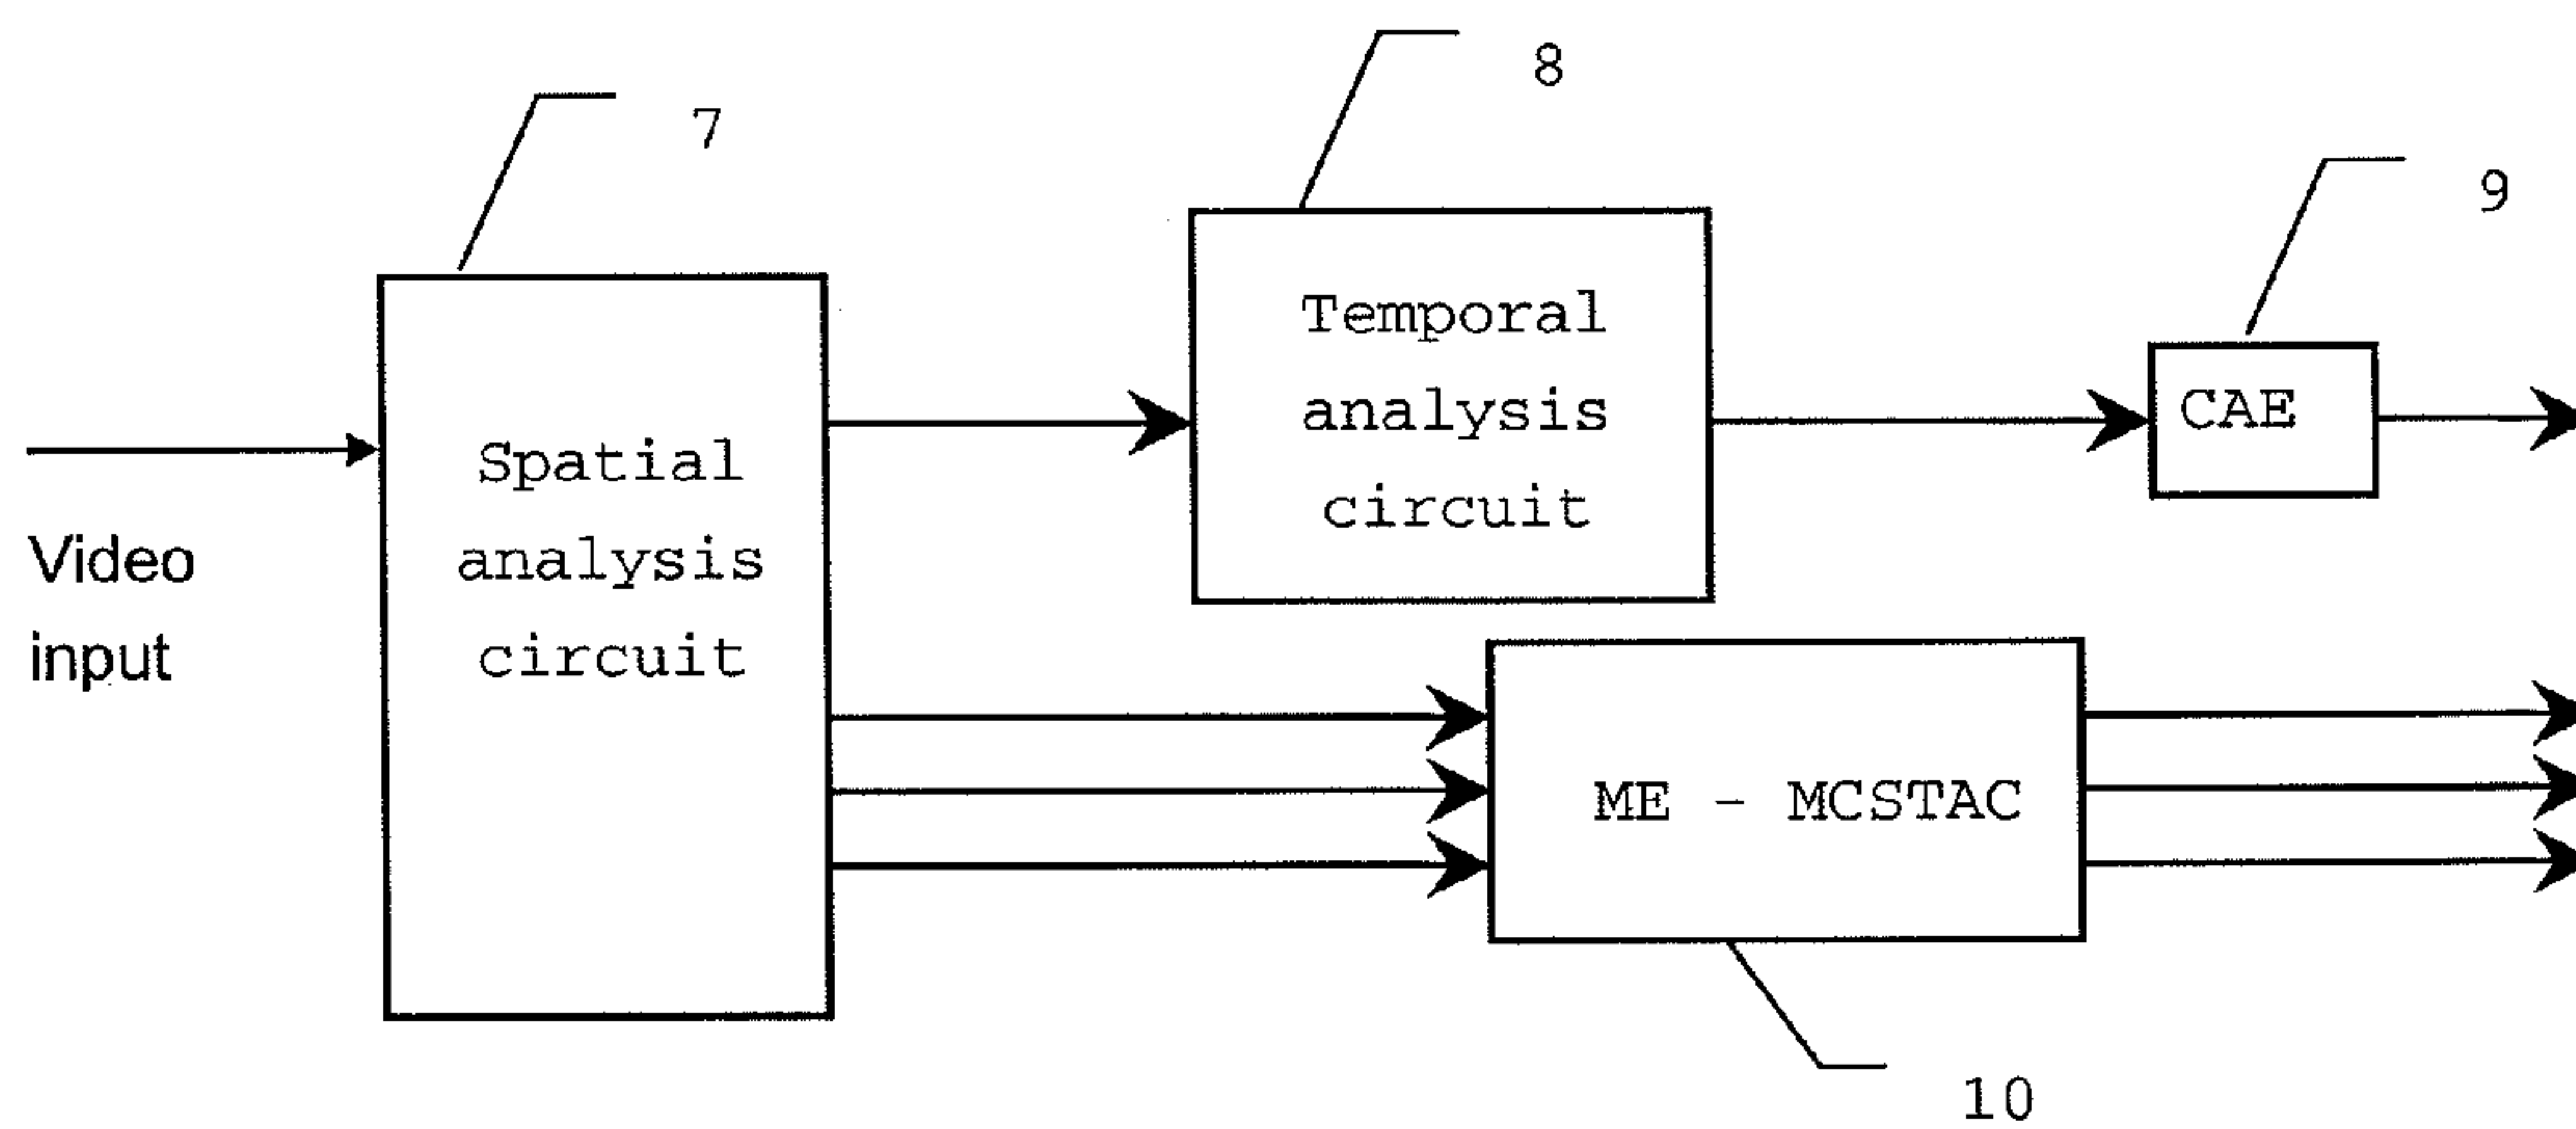 8
7
9
Temporal
analysis
circuit
CAE
Spatial
analysis
circuit
Video
input
ME - MCSTAC
10